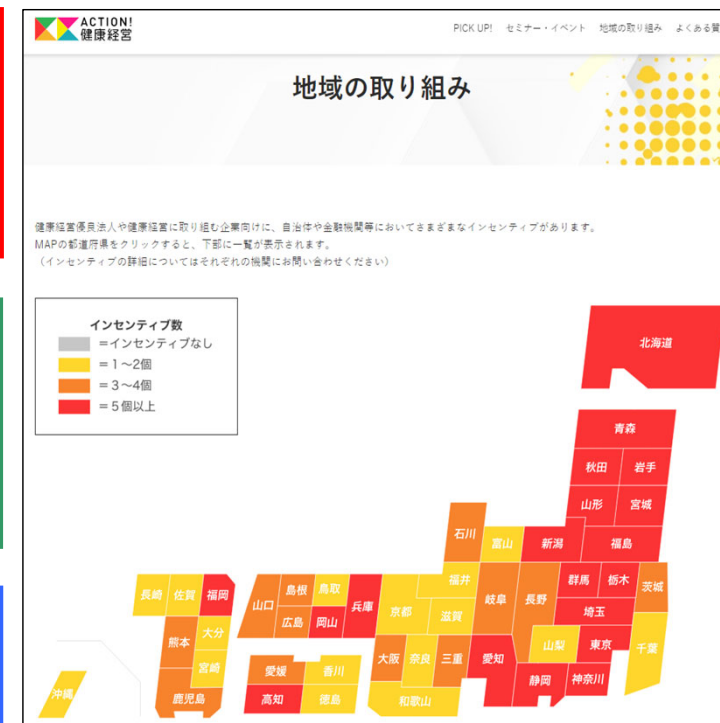 ACTION!
健康経営
PICK UP! セミナー・イベント 地域の取り組み よくある質
地域の取り組み
健康経営優良法人や健康経営に取り組む企業向けに、自治体や金融機関等においてさまざまなインセンティブがあります。
MAPの都道府県をクリックすると、下部に一覧が表示されます。
（インセンティブの詳細についてはそれぞれの機関にお問い合わせください）
インセンティブ数
＝インセンティブなし
＝1～2個
＝3～4個
＝5個以上
北海道
青森
秋田 岩手
山形 宮城
石川 富山 新潟 福島
福井 岐阜 長野 群馬 栃木 茨城
長崎 佐賀 福岡 山口 島根 鳥取 兵庫 京都 滋賀 埼玉
大分 広島 岡山
熊本 大阪 奈良 三重 愛知 山梨 東京 千葉
宮崎 愛媛 香川 静岡 神奈川
沖縄 鹿児島 高知 徳島 和歌山